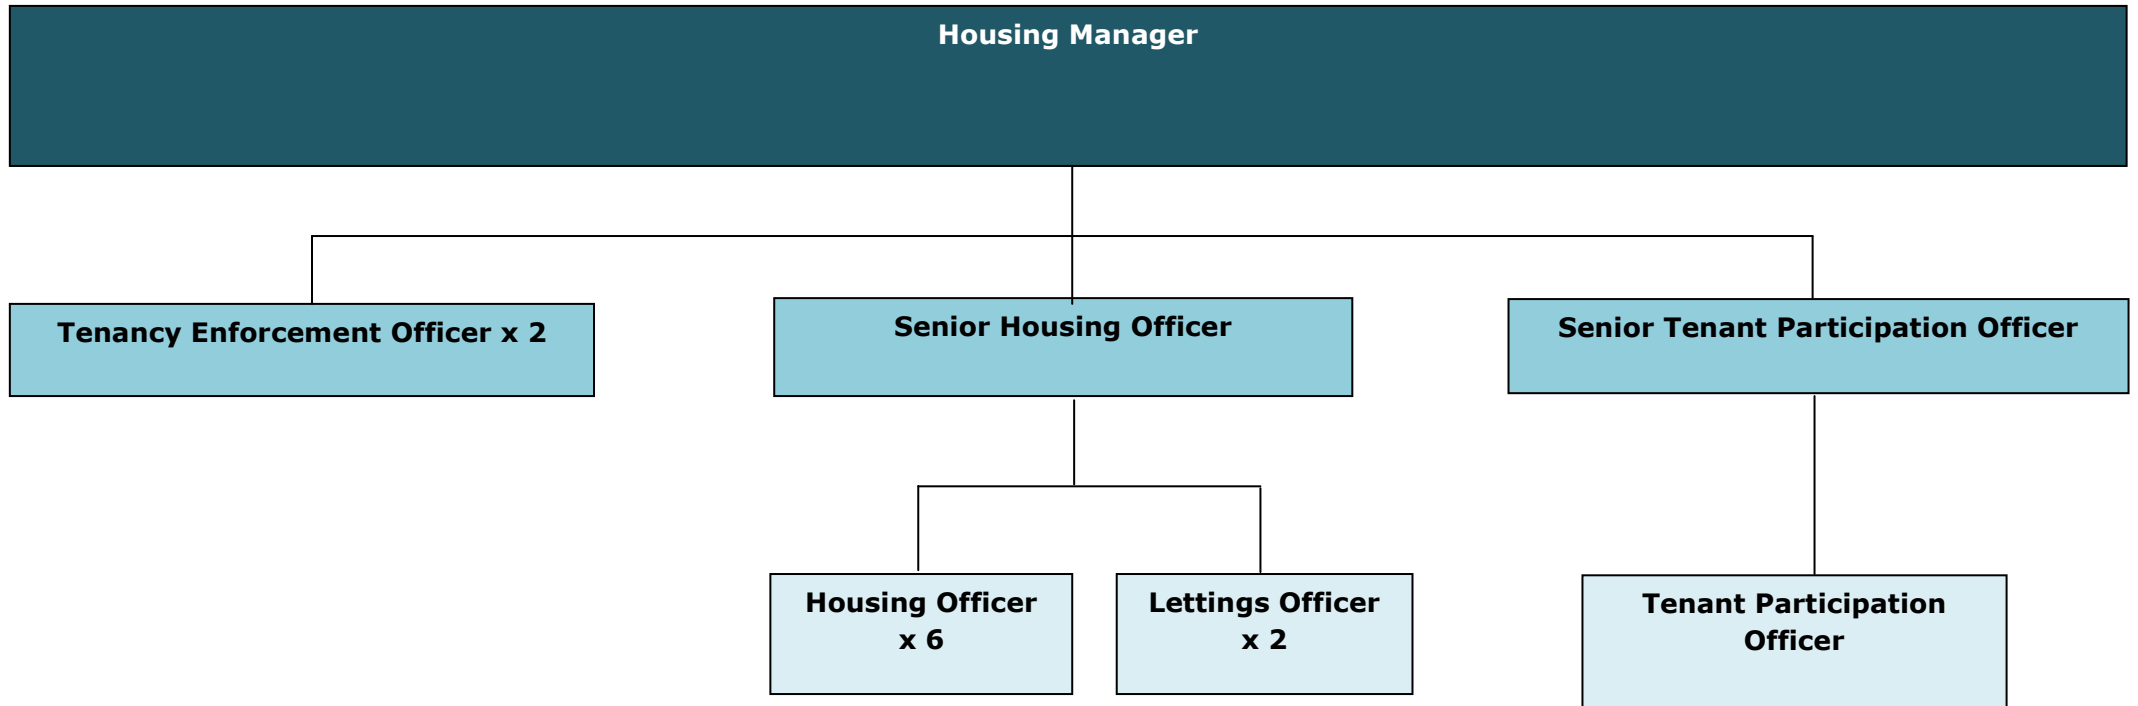 Housing Manager
Tenancy Enforcement Officer x 2
Senior Housing Officer
Senior Tenant Participation Officer
Housing Officer
x 6
Lettings Officer
x 2
Tenant Participation
Officer